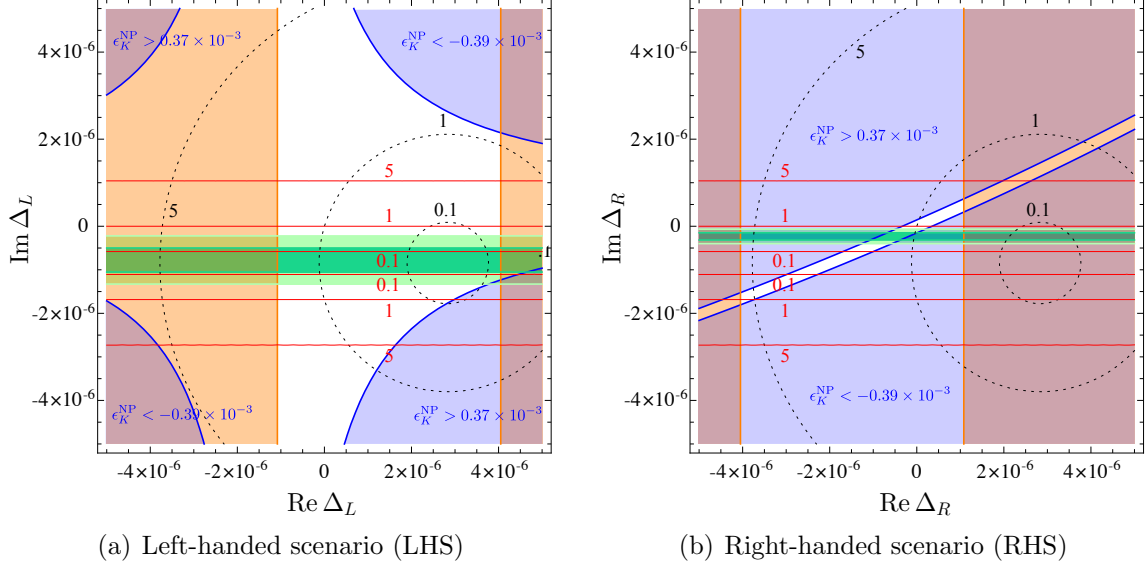 ϵ_K^NP > 0.37 × 10⁻³
ϵ_K^NP < −0.39 × 10⁻³
5
1
0.1
5
1
0.1
0.1
1
5
ϵ_K^NP < −0.39 × 10⁻³
ϵ_K^NP > 0.37 × 10⁻³
4×10⁻⁶
2×10⁻⁶
0
-2×10⁻⁶
-4×10⁻⁶
Im Δ_L
-4×10⁻⁶ -2×10⁻⁶ 0 2×10⁻⁶ 4×10⁻⁶
Re Δ_L
(a) Left-handed scenario (LHS)
5
ϵ_K^NP > 0.37 × 10⁻³
1
0.1
5
1
0.1
0.1
1
5
ϵ_K^NP < −0.39 × 10⁻³
4×10⁻⁶
2×10⁻⁶
0
-2×10⁻⁶
-4×10⁻⁶
Im Δ_R
-4×10⁻⁶ -2×10⁻⁶ 0 2×10⁻⁶ 4×10⁻⁶
Re Δ_R
(b) Right-handed scenario (RHS)